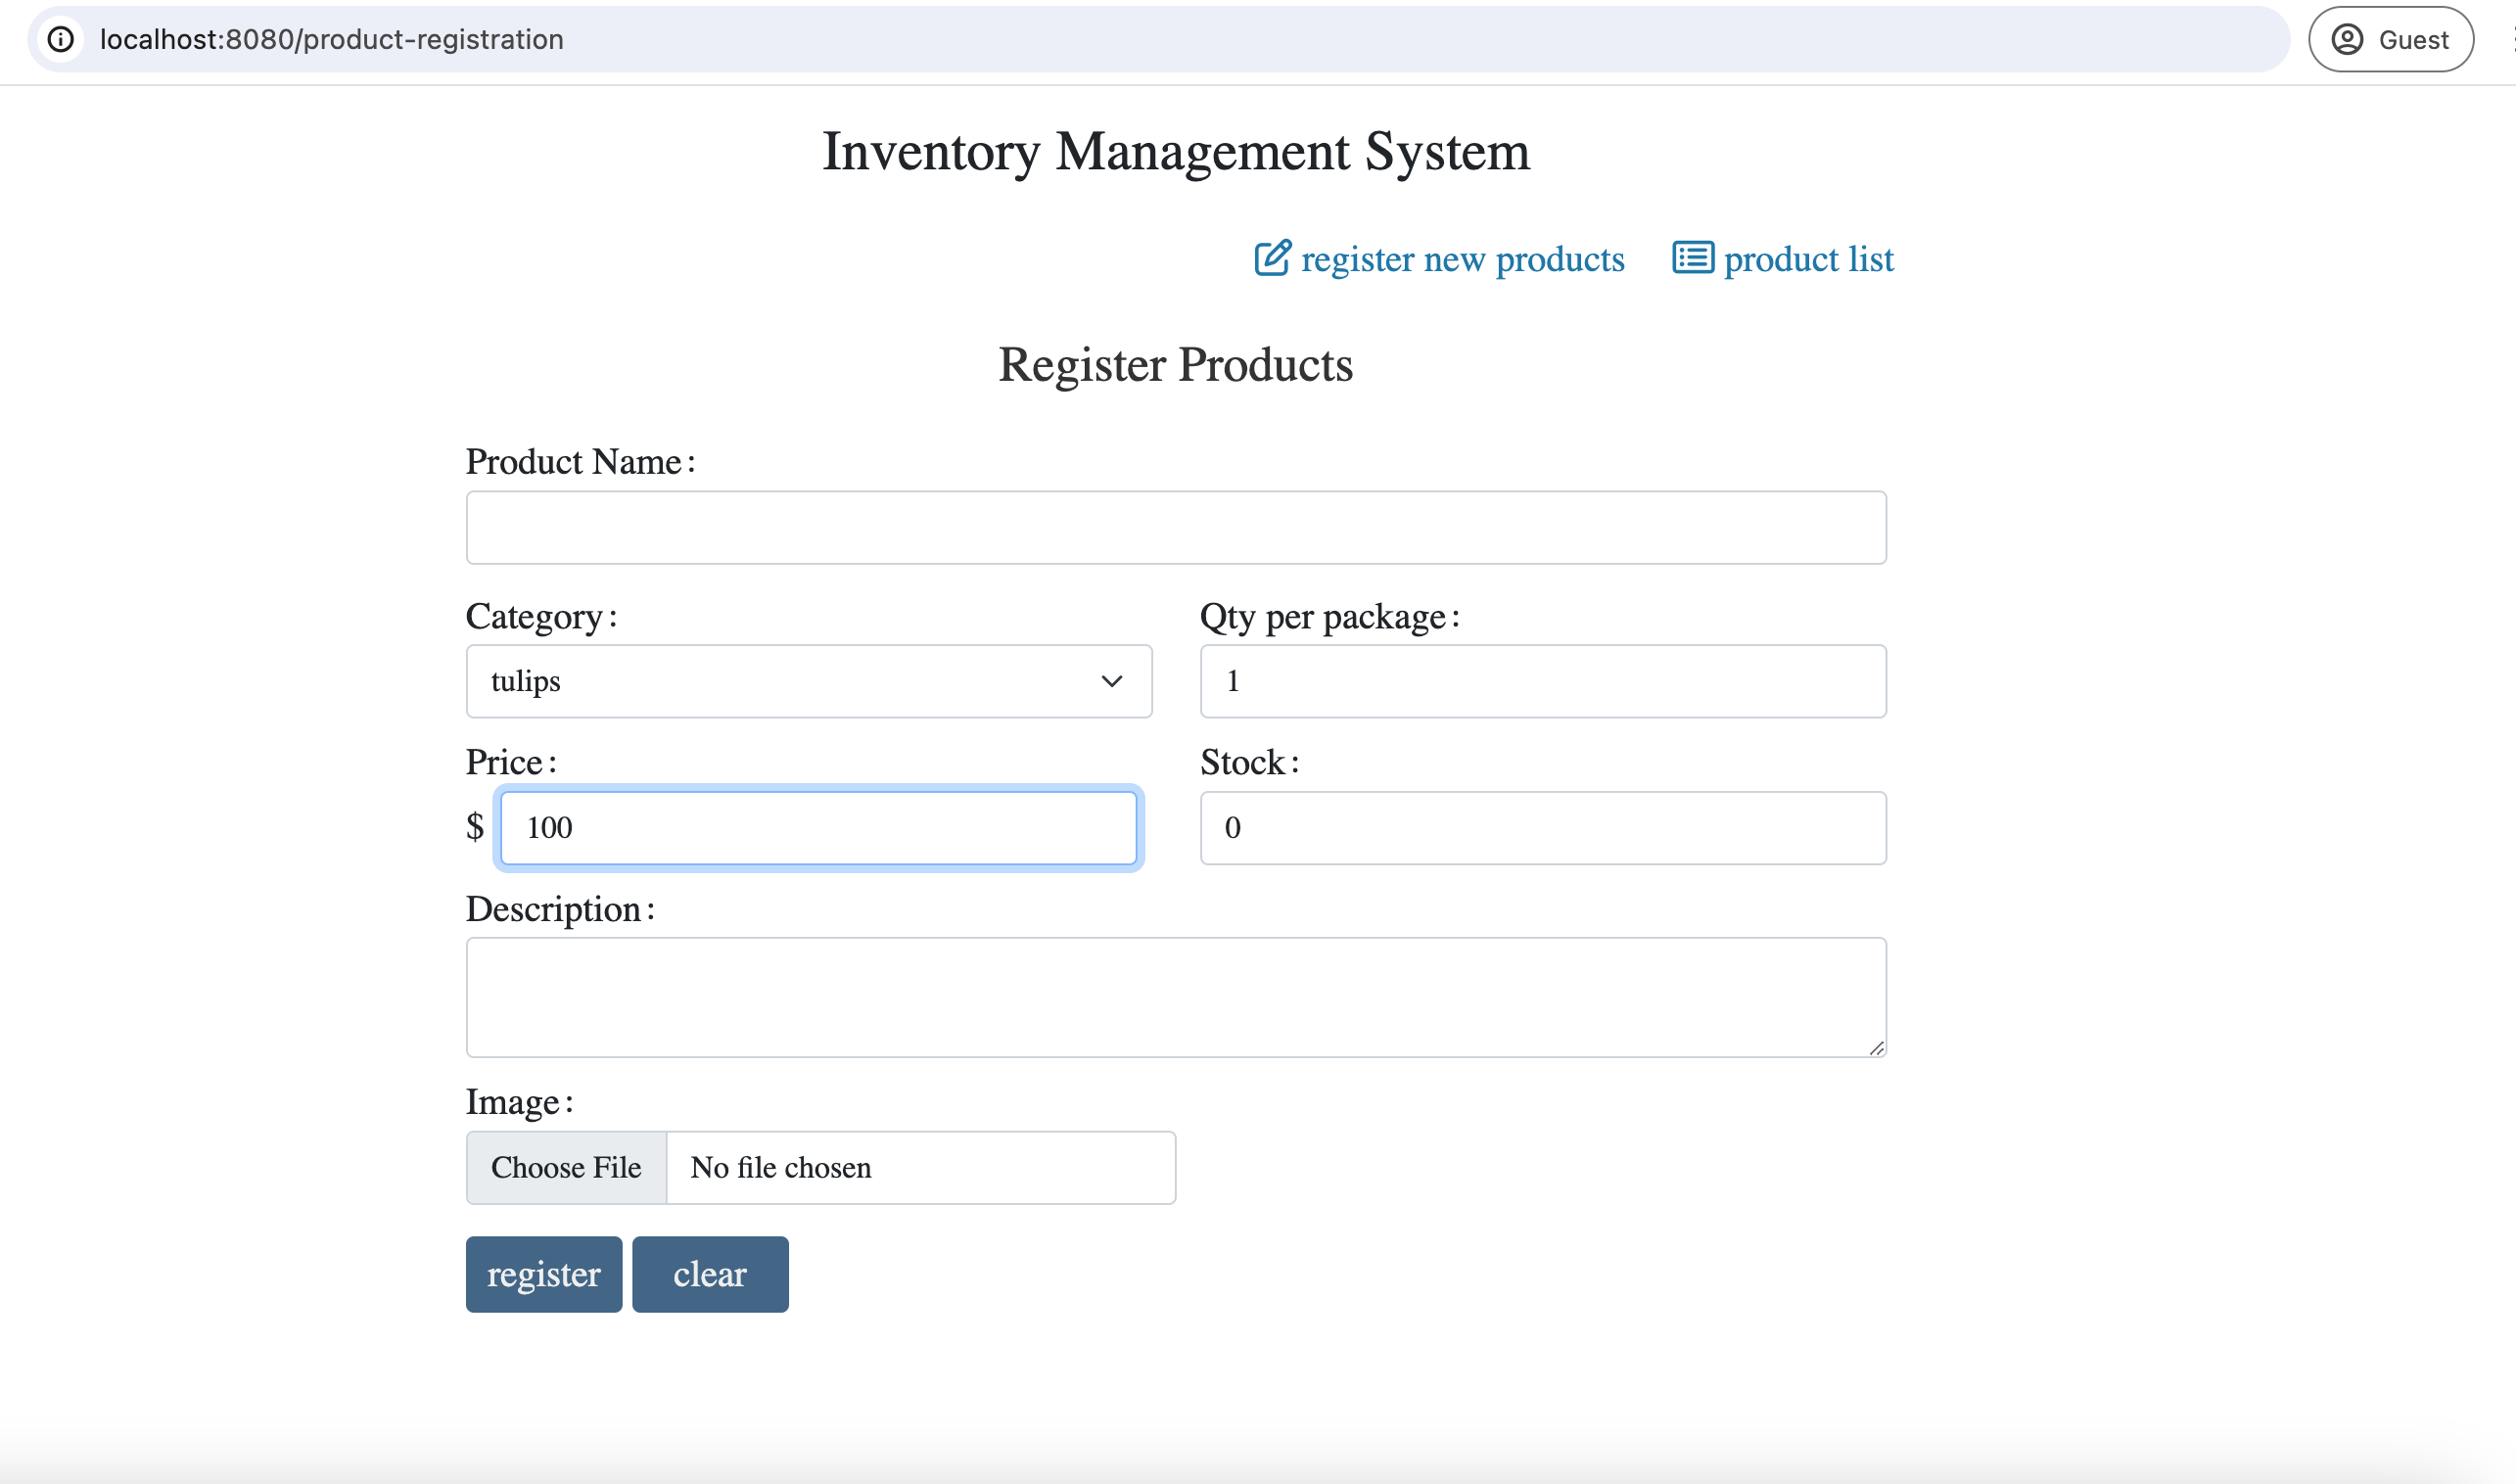 localhost:8080/product-registration
Guest
Inventory Management System
register new products product list
Register Products
Product Name:
Category: Qty per package:
tulips 1
Price: Stock:
$ 100 0
Description:
Image:
Choose File No file chosen
register clear